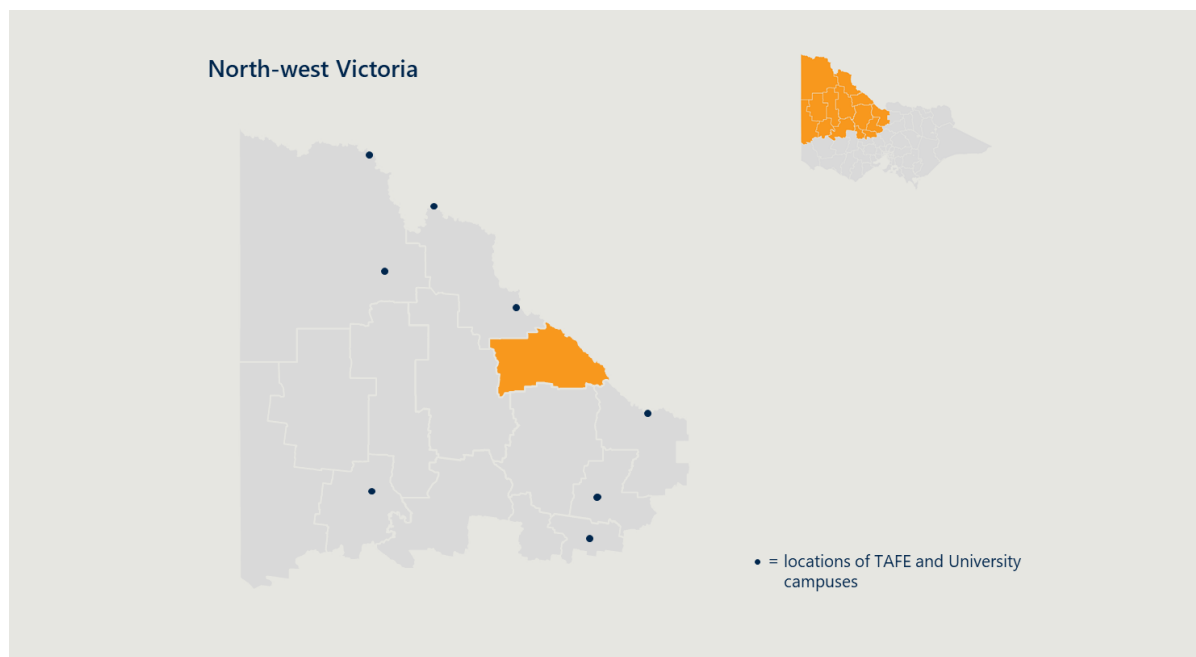 North-west Victoria
• = locations of TAFE and University
campuses